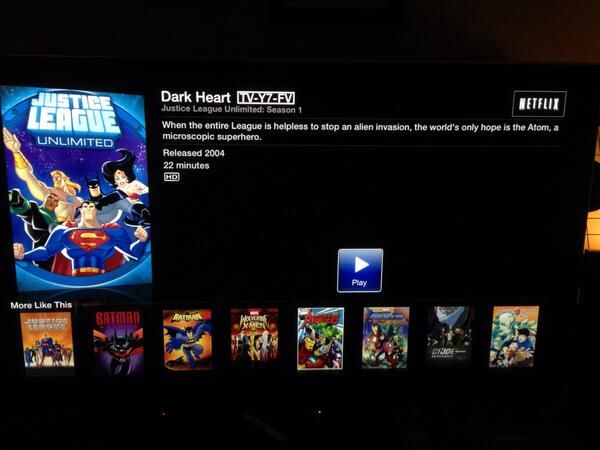 JUSTICE
LEAGUE
UNLIMITED
Dark Heart TV-Y7-FV
Justice League Unlimited: Season 1
NETFLIX
When the entire League is helpless to stop an alien invasion, the world's only hope is the Atom, a
microscopic superhero.
Released 2004
22 minutes
HD
Play
More Like This
JUSTICE
LEAGUE
BATMAN
BATMAN
WOLVERINE
X-MEN
AVENGERS
AVENGERS
G.I. JOE